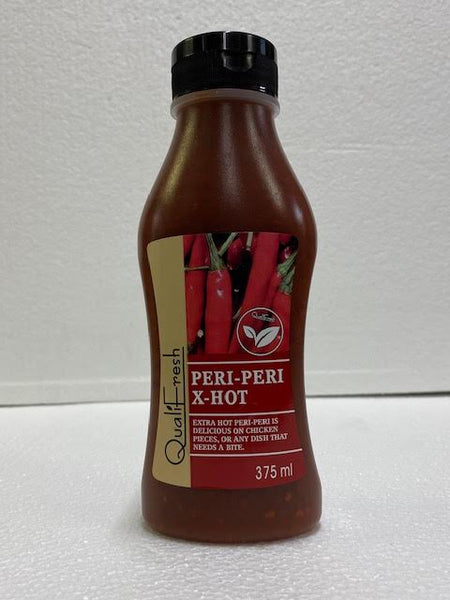 QualiFresh
QualiFresh
PERI-PERI
X-HOT
EXTRA HOT PERI-PERI IS
DELICIOUS ON CHICKEN
PIECES, OR ANY DISH THAT
NEEDS A BITE.
375 ml